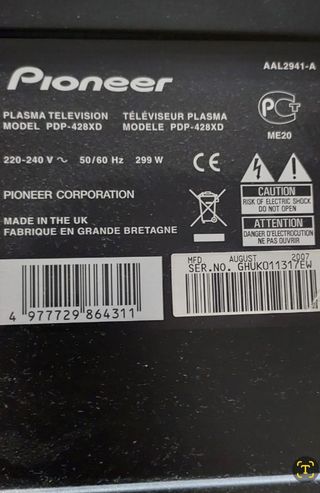 AAL2941-A
Pioneer
PLASMA TELEVISION TÉLÉVISEUR PLASMA
MODEL PDP-428XD MODELE PDP-428XD
ME20
220-240 V ~ 50/60 Hz 299 W
CE
PIONEER CORPORATION
CAUTION
RISK OF ELECTRIC SHOCK
DO NOT OPEN
MADE IN THE UK
FABRIQUE EN GRANDE BRETAGNE
ATTENTION
DANGER D'ELECTROCUTION
NE PAS OUVRIR
MFD AUGUST 2007
SER.NO. GHUK011317EW
4 977729 864311
T